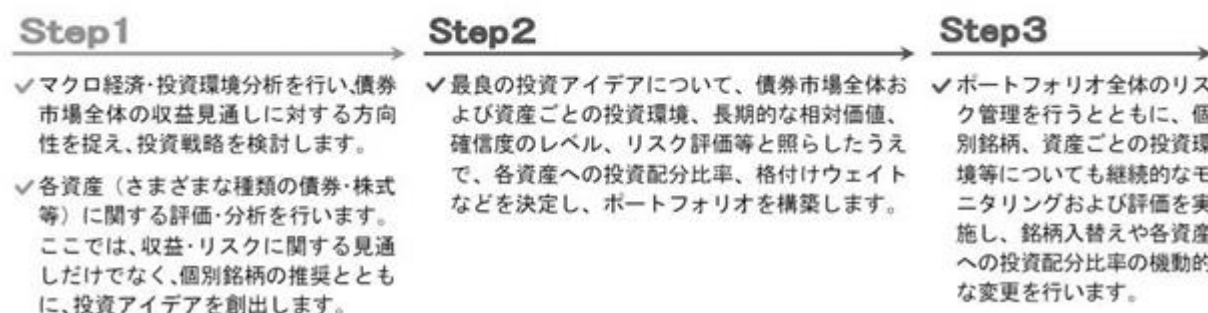 Step1
✓マクロ経済･投資環境分析を行い､債券
市場全体の収益見通しに対する方向
性を捉え､投資戦略を検討します。
✓各資産（さまざまな種類の債券･株式
等）に関する評価･分析を行います。
ここでは､収益･リスクに関する見通
しだけでなく､個別銘柄の推奨ととも
に､投資アイデアを創出します。
Step2
✓最良の投資アイデアについて、債券市場全体お
よび資産ごとの投資環境、長期的な相対価値、
確信度のレベル、リスク評価等と照らしたうえ
で、各資産への投資配分比率、格付けウェイト
などを決定し、ポートフォリオを構築します。
Step3
✓ポートフォリオ全体のリス
ク管理を行うとともに、個
別銘柄、資産ごとの投資環
境等についても継続的なモ
ニタリングおよび評価を実
施し、銘柄入替えや各資産
への投資配分比率の機動的
な変更を行います。